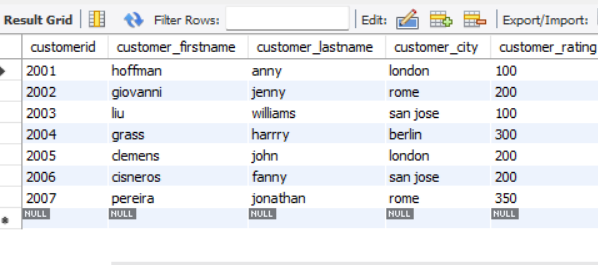 Result Grid Filter Rows: Edit: Export/Import:
customerid customer_firstname customer_lastname customer_city customer_rating
2001 hoffman anny london 100
2002 giovanni jenny rome 200
2003 liu williams san jose 100
2004 grass harrry berlin 300
2005 clemens john london 200
2006 cisneros fanny san jose 200
2007 pereira jonathan rome 350
NULL NULL NULL NULL NULL